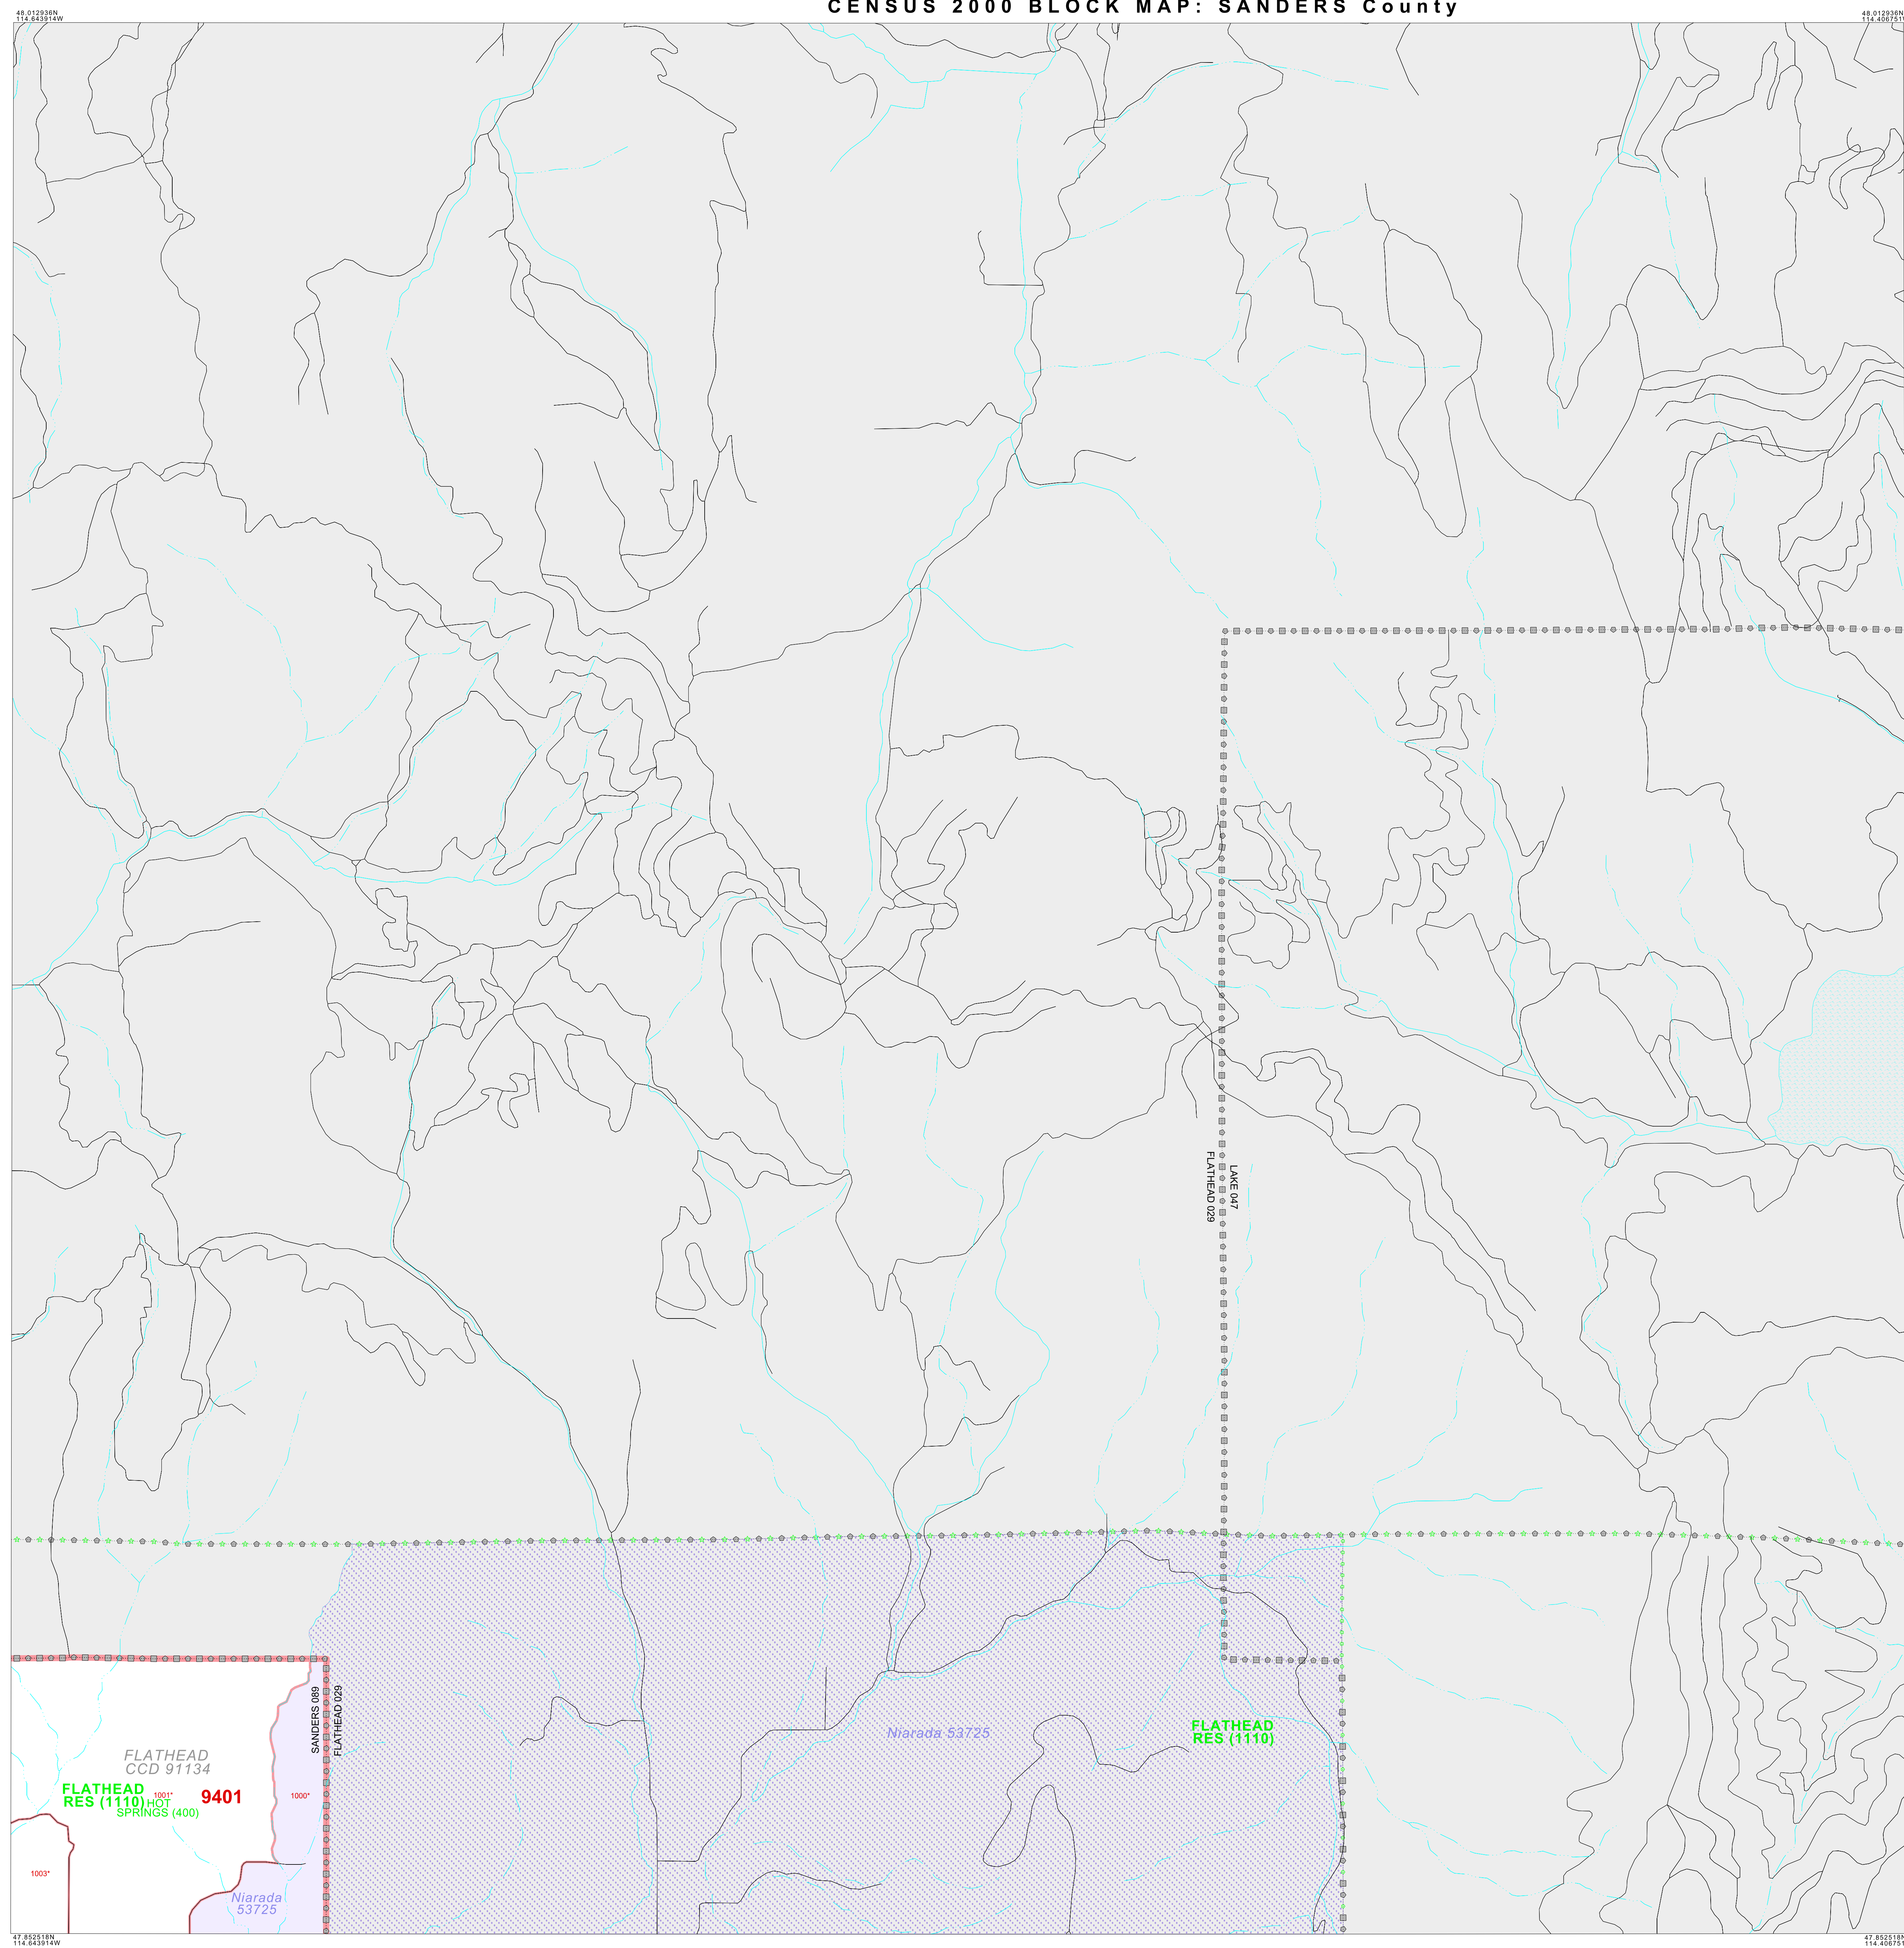 CENSUS 2000 BLOCK MAP: SANDERS County
48.012936N
114.643914W
48.012936N
114.406751W
FLATHEAD 029
LAKE 047
SANDERS 089
FLATHEAD 029
Niarada 53725
FLATHEAD
RES (1110)
FLATHEAD
CCD 91134
FLATHEAD
RES (1110)
HOT
SPRINGS (400)
1001*
9401
1000*
1003*
Niarada
53725
47.852518N
114.643914W
47.852518N
114.40675